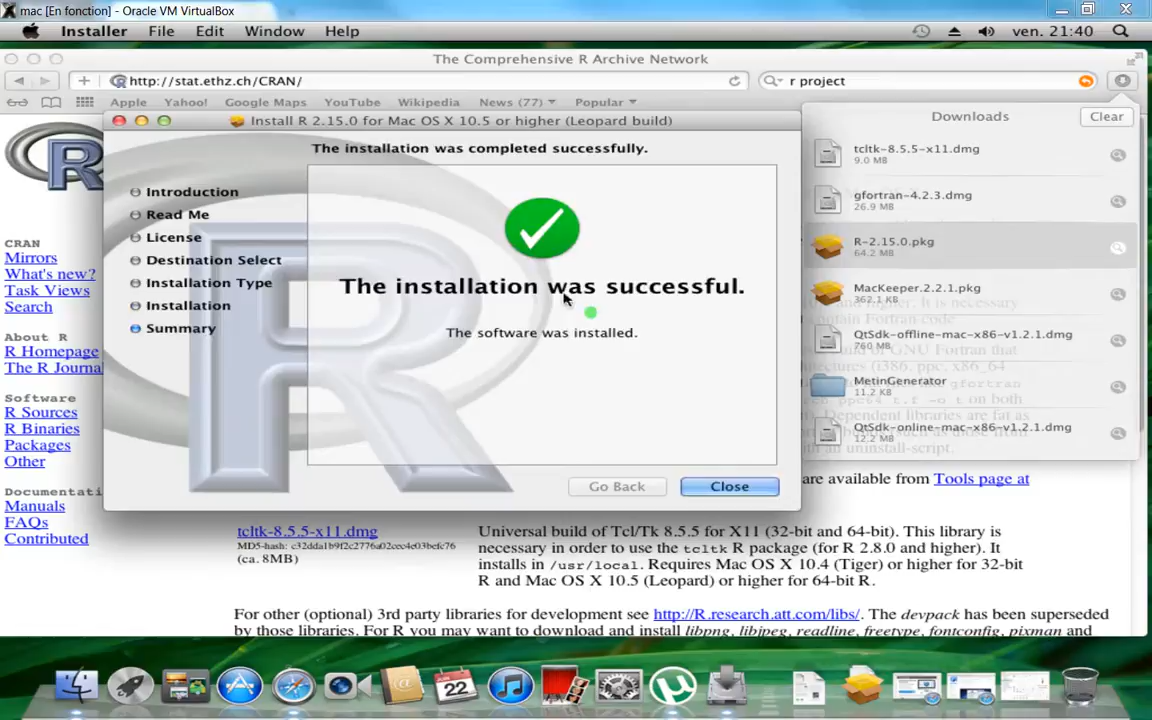 mac [En fonction] - Oracle VM VirtualBox
Installer File Edit Window Help
ven. 21:40
The Comprehensive R Archive Network
http://stat.ethz.ch/CRAN/
r project
Apple Yahoo! Google Maps YouTube Wikipedia News (77) Popular
Install R 2.15.0 for Mac OS X 10.5 or higher (Leopard build)
The installation was completed successfully.
Introduction
Read Me
License
Destination Select
Installation Type
Installation
Summary
The installation was successful.
The software was installed.
Go Back
Close
Downloads
Clear
tcltk-8.5.5-x11.dmg
9.0 MB
gfortran-4.2.3.dmg
26.9 MB
R-2.15.0.pkg
64.2 MB
MacKeeper.2.2.1.pkg
362.1 KB
QtSdk-offline-mac-x86-v1.2.1.dmg
760 MB
MetinGenerator
11.2 KB
QtSdk-online-mac-x86-v1.2.1.dmg
12.2 MB
R
CRAN
Mirrors
What's new?
Task Views
Search
About R
R Homepage
The R Journa
Software
R Sources
R Binaries
Packages
Other
Documentati
Manuals
FAQs
Contributed
are available from Tools page at
tcltk-8.5.5-x11.dmg
(ca. 8MB)
Universal build of Tcl/Tk 8.5.5 for X11 (32-bit and 64-bit). This library is
necessary in order to use the tcltk R package (for R 2.8.0 and higher). It
installs in /usr/local. Requires Mac OS X 10.4 (Tiger) or higher for 32-bit
R and Mac OS X 10.5 (Leopard) or higher for 64-bit R.
For other (optional) 3rd party libraries for development see http://R.research.att.com/libs/. The devpack has been superseded
by those libraries. For R you may want to download and install libpng, libjpeg, readline, freetype, fontconfig, pixman and
22